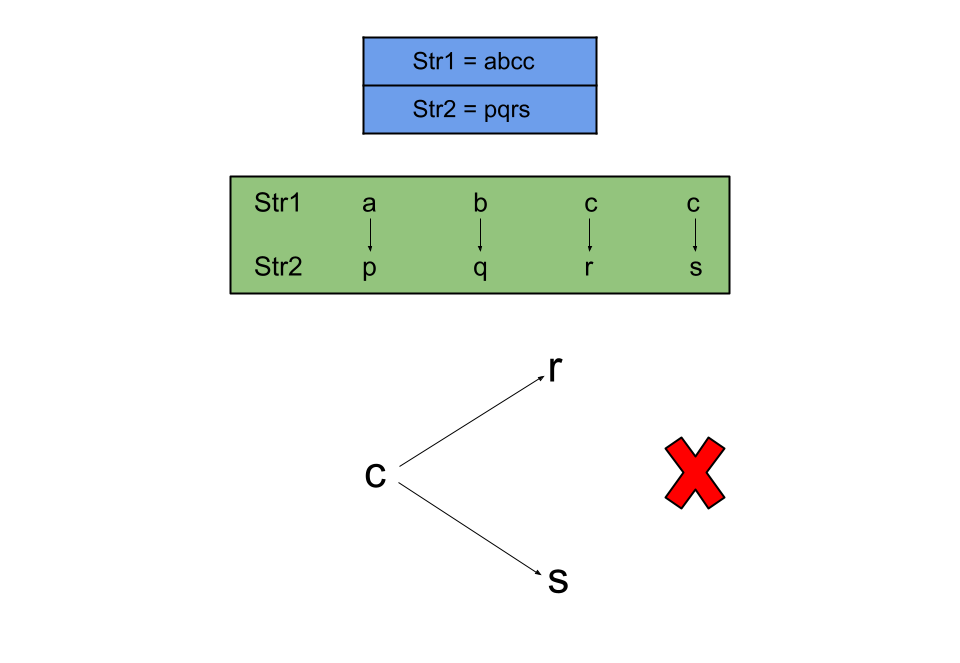 Str1 = abcc
Str2 = pqrs
Str1 a b c c
Str2 p q r s
r
c
s